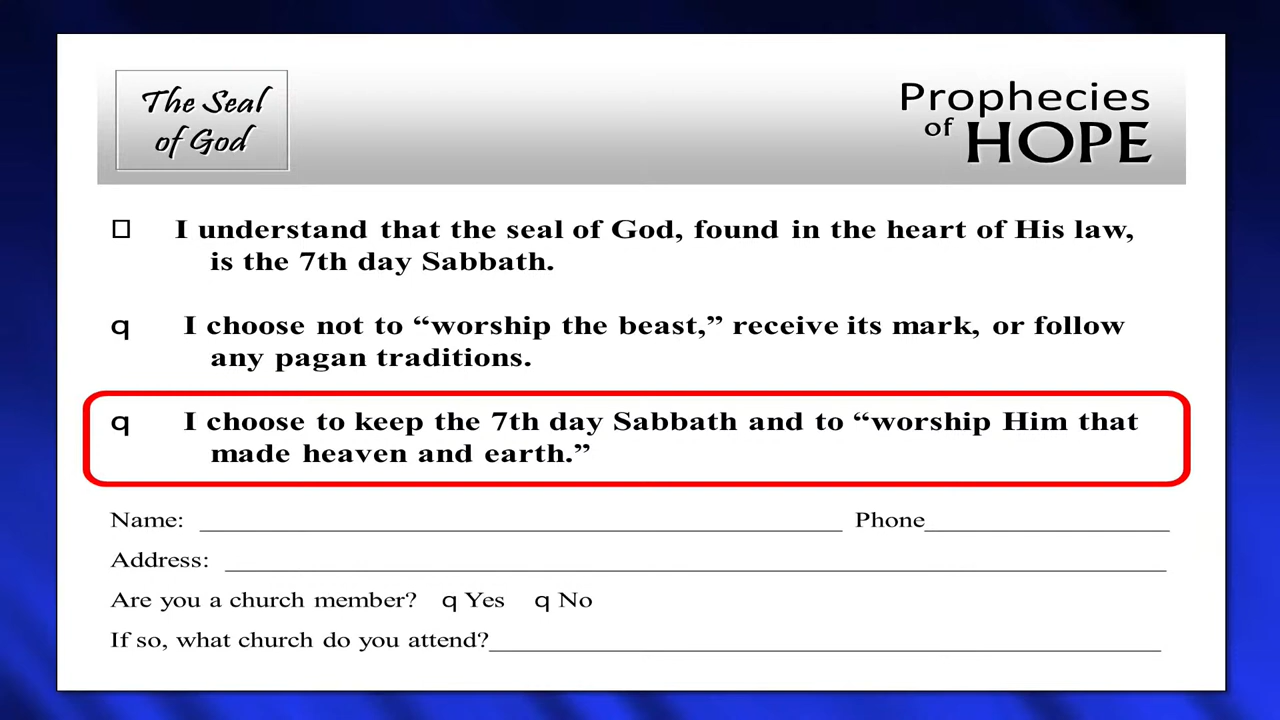 The Seal
of God
Prophecies
of HOPE
□ I understand that the seal of God, found in the heart of His law,
is the 7th day Sabbath.
q I choose not to “worship the beast,” receive its mark, or follow
any pagan traditions.
q I choose to keep the 7th day Sabbath and to “worship Him that
made heaven and earth.”
Name: Phone
Address:
Are you a church member? q Yes q No
If so, what church do you attend?